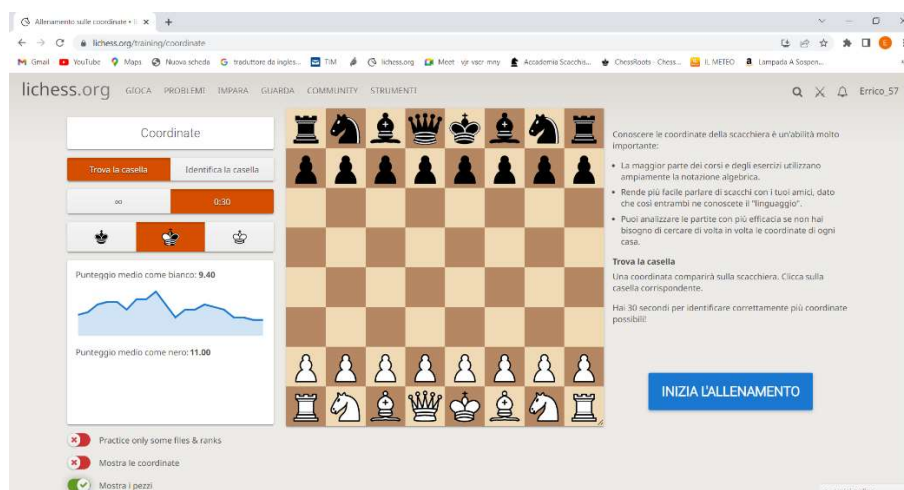 Allenamento sulle coordinate • li
lichess.org/training/coordinate
Gmail
YouTube
Maps
Nuova scheda
traduttore da ingles...
TIM
lichess.org
Meet
Accademia Scacchis...
ChessRoots - Chess...
IL METEO
Lampada A Sospen...
lichess.org
GIOCA
PROBLEMI
IMPARA
GUARDA
COMMUNITY
STRUMENTI
Errico_57
Coordinate
Trova la casella
Identifica la casella
∞
0:30
Punteggio medio come bianco: 9.40
Punteggio medio come nero: 11.00
Practice only some files & ranks
Mostra le coordinate
Mostra i pezzi
Conoscere le coordinate della scacchiera è un'abilità molto
importante:
• La maggior parte dei corsi e degli esercizi utilizzano
ampiamente la notazione algebrica.
• Rende più facile parlare di scacchi con i tuoi amici, dato
che così entrambi ne conoscete il "linguaggio".
• Puoi analizzare le partite con più efficacia se non hai
bisogno di cercare di volta in volta le coordinate di ogni
casa.
Trova la casella
Una coordinata comparirà sulla scacchiera. Clicca sulla
casella corrispondente.
Hai 30 secondi per identificare correttamente più coordinate
possibili!
INIZIA L'ALLENAMENTO